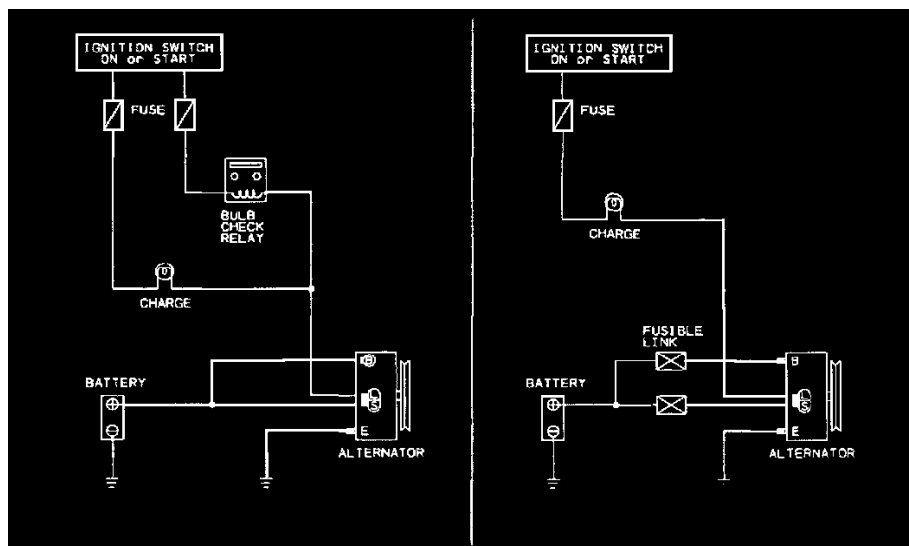 IGNITION SWITCH
ON or START
FUSE
BULB
CHECK
RELAY
CHARGE
BATTERY
B
L
S
E
ALTERNATOR
IGNITION SWITCH
ON or START
FUSE
CHARGE
FUSIBLE
LINK
BATTERY
B
L
S
E
ALTERNATOR